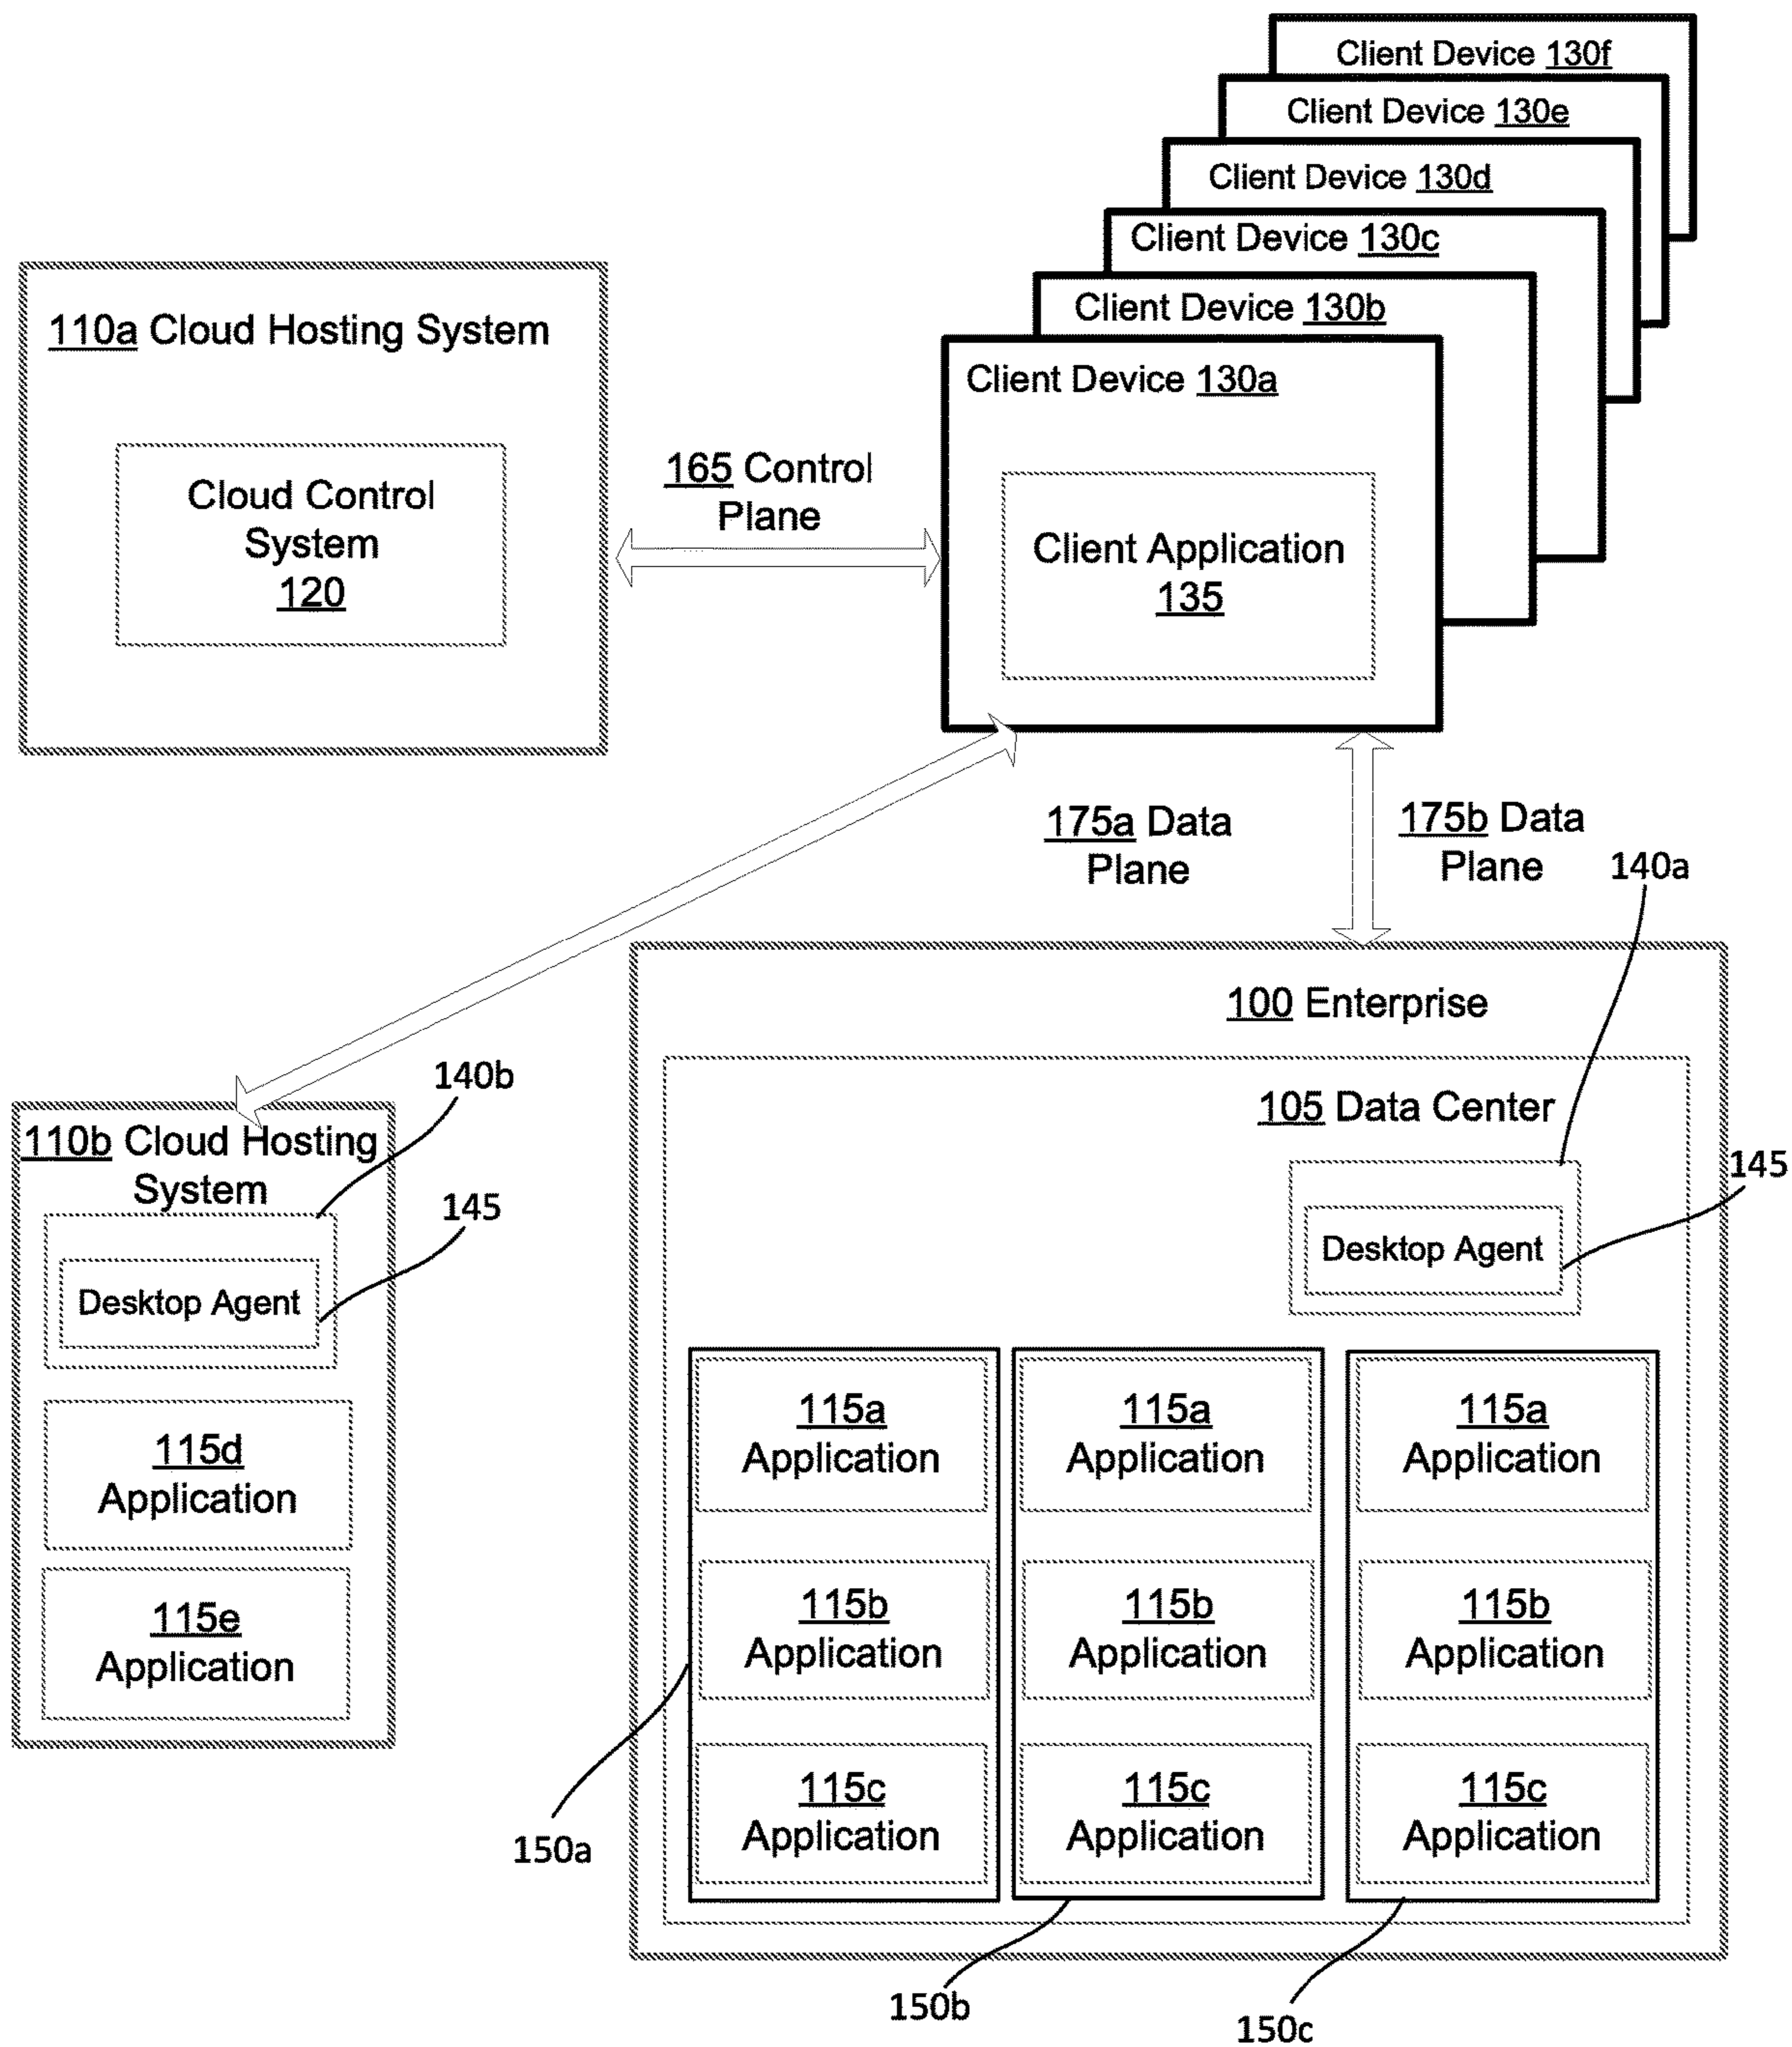 Client Device 130f
Client Device 130e
Client Device 130d
Client Device 130c
Client Device 130b
Client Device 130a
Client Application
135
110a Cloud Hosting System
Cloud Control
System
120
165 Control
Plane
175a Data
Plane
175b Data
Plane
140a
100 Enterprise
105 Data Center
145
Desktop Agent
140b
110b Cloud Hosting
System
145
Desktop Agent
115d
Application
115e
Application
115a
Application
115b
Application
115c
Application
150a
115a
Application
115b
Application
115c
Application
150b
115a
Application
115b
Application
115c
Application
150c